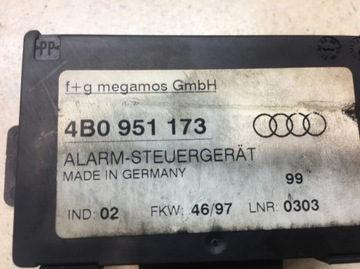 >PP<
f+g megamos GmbH
4B0 951 173
ALARM-STEUERGERÄT
MADE IN GERMANY
99
IND: 02 FKW: 46/97 LNR: 0303